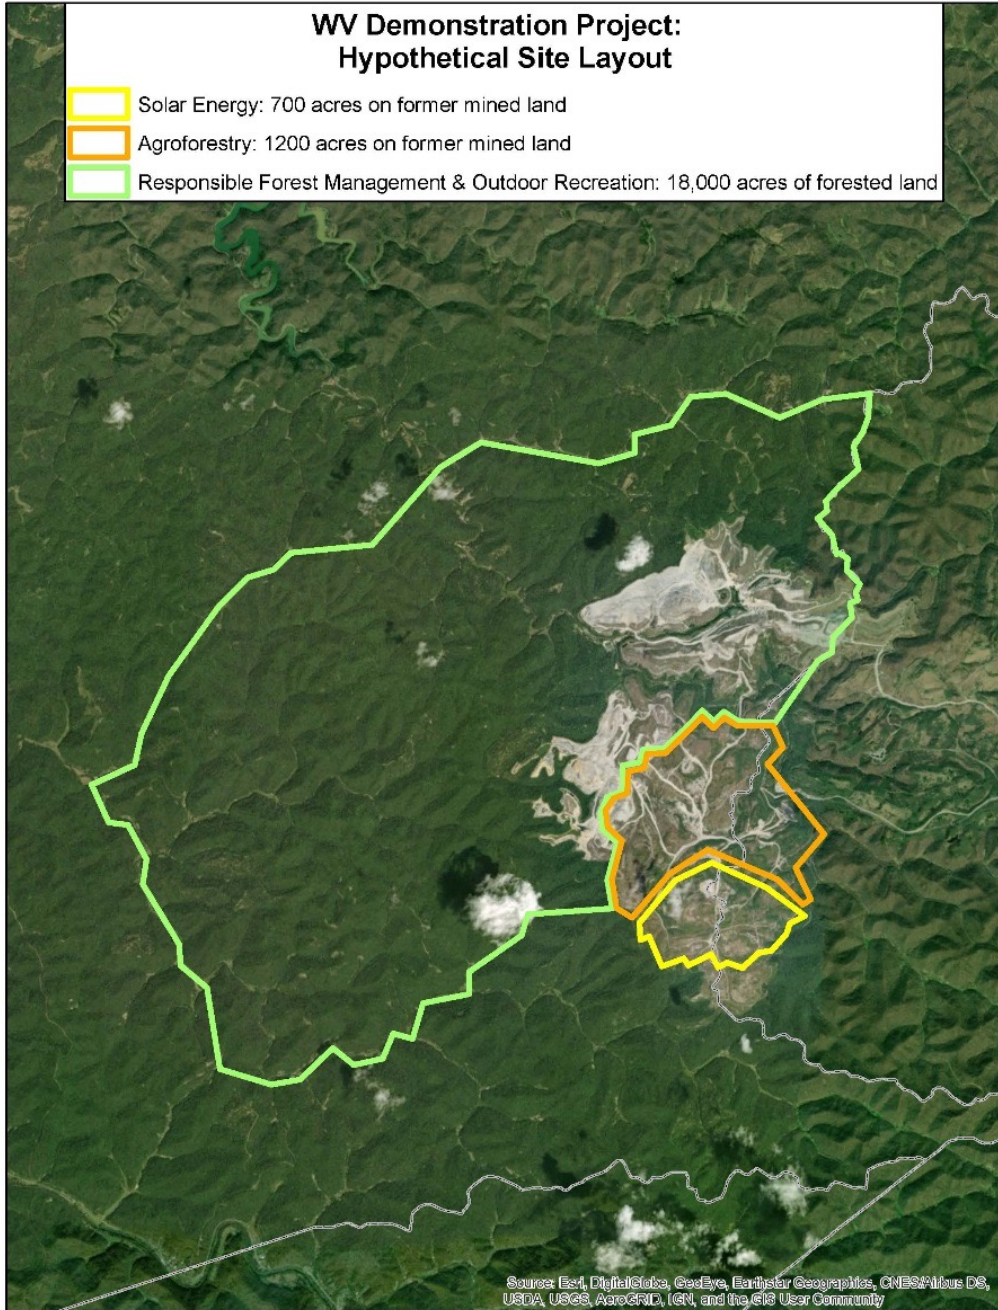 WV Demonstration Project:
Hypothetical Site Layout
Solar Energy: 700 acres on former mined land
Agroforestry: 1200 acres on former mined land
Responsible Forest Management & Outdoor Recreation: 18,000 acres of forested land
Source: Esri, DigitalGlobe, GeoEye, Earthstar Geographics, CNES/Airbus DS,
USDA, USGS, AeroGRID, IGN, and the GIS User Community